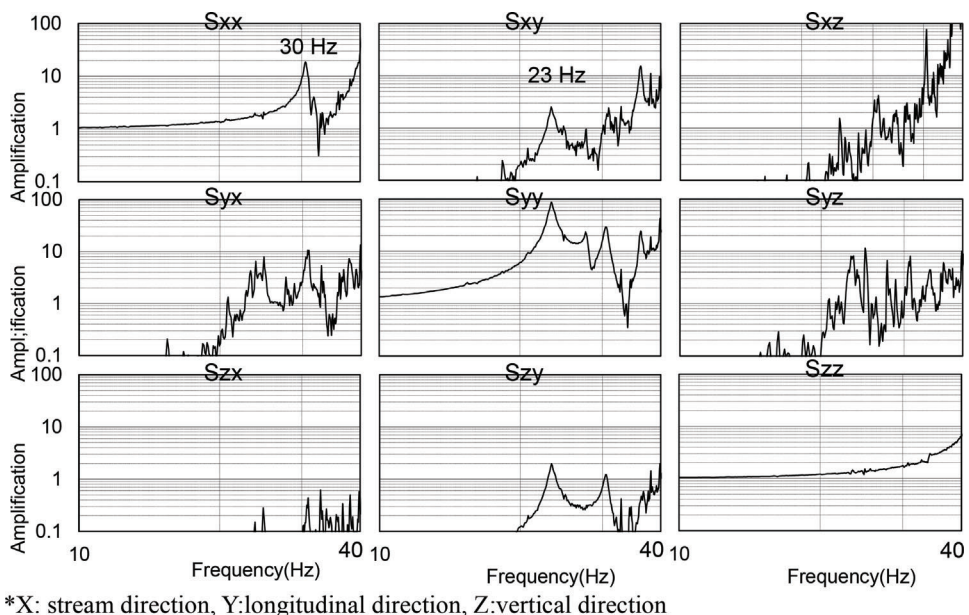 Sxx Sxy Sxz
100
30 Hz
23 Hz
10
1
0.1
Amplification
Syx Syy Syz
100
10
1
0.1
Ampl;ification
Szx Szy Szz
100
10
1
0.1
Amplification
10 40 10 40 10 40
Frequency(Hz) Frequency(Hz) Frequency(Hz)
*X: stream direction, Y:longitudinal direction, Z:vertical direction